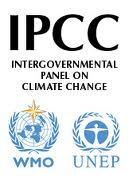 IPCC
INTERGOVERNMENTAL
PANEL ON
CLIMATE CHANGE
WMO
UNEP